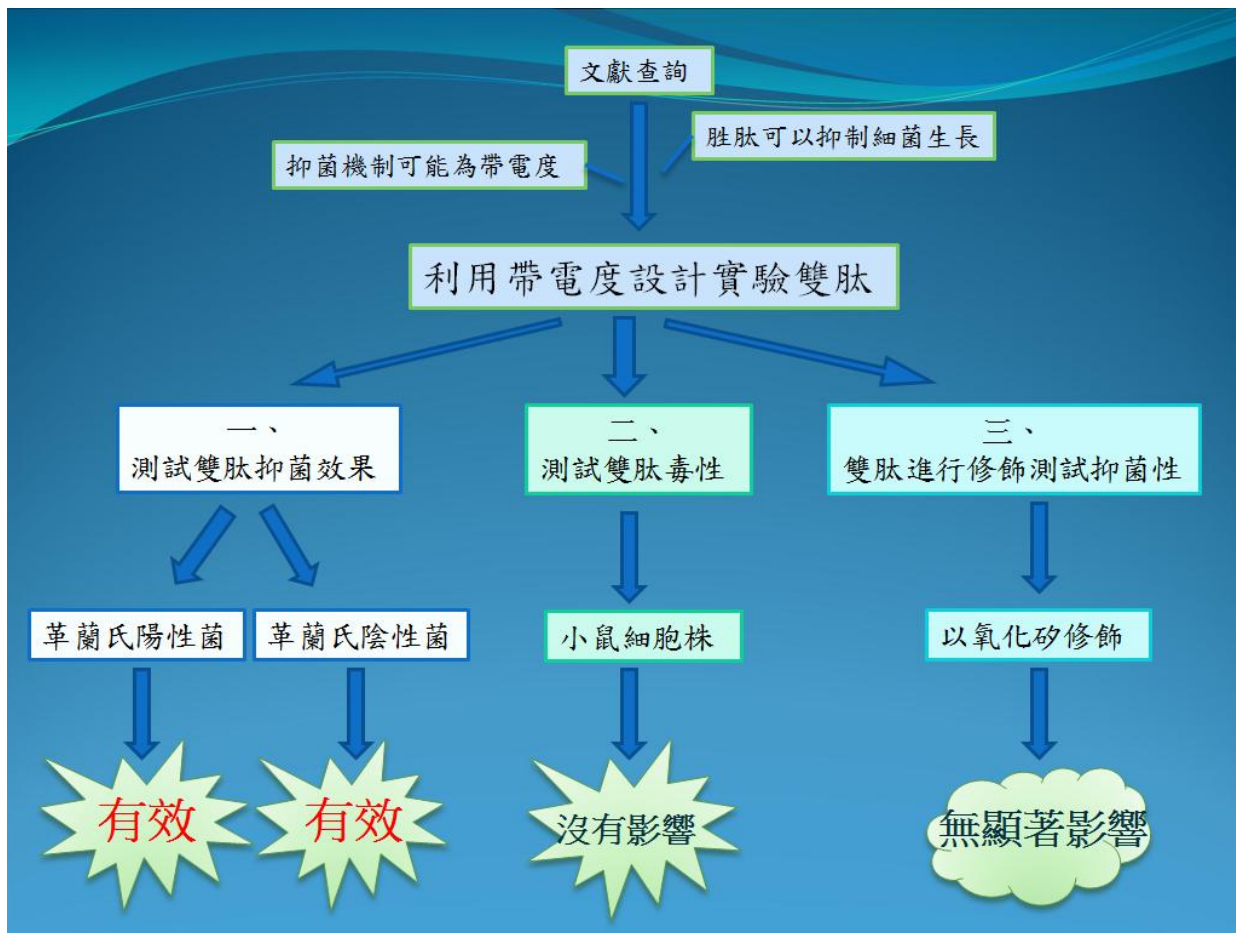 文獻查詢
胜肽可以抑制細菌生長
抑菌機制可能為帶電度
利用帶電度設計實驗雙肽
一、
測試雙肽抑菌效果
二、
測試雙肽毒性
三、
雙肽進行修飾測試抑菌性
革蘭氏陽性菌
革蘭氏陰性菌
小鼠細胞株
以氧化矽修飾
有效
有效
沒有影響
無顯著影響